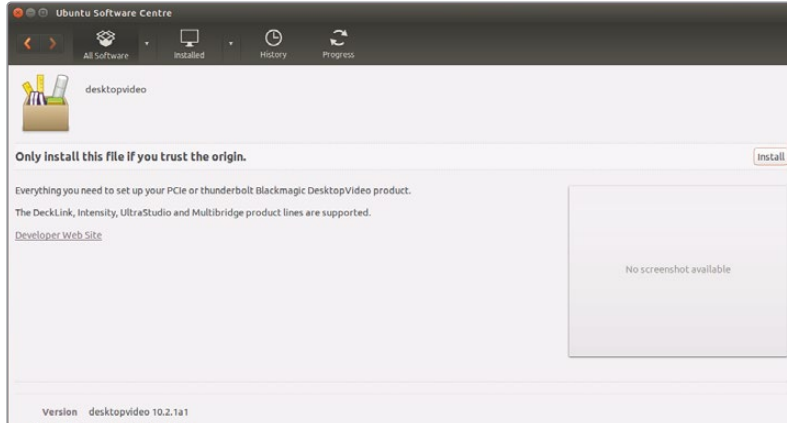 Ubuntu Software Centre
All Software
Installed
History
Progress
desktopvideo
Only install this file if you trust the origin.
Install
Everything you need to set up your PCIe or thunderbolt Blackmagic DesktopVideo product.
The DeckLink, Intensity, UltraStudio and Multibridge product lines are supported.
Developer Web Site
No screenshot available
Version desktopvideo 10.2.1a1